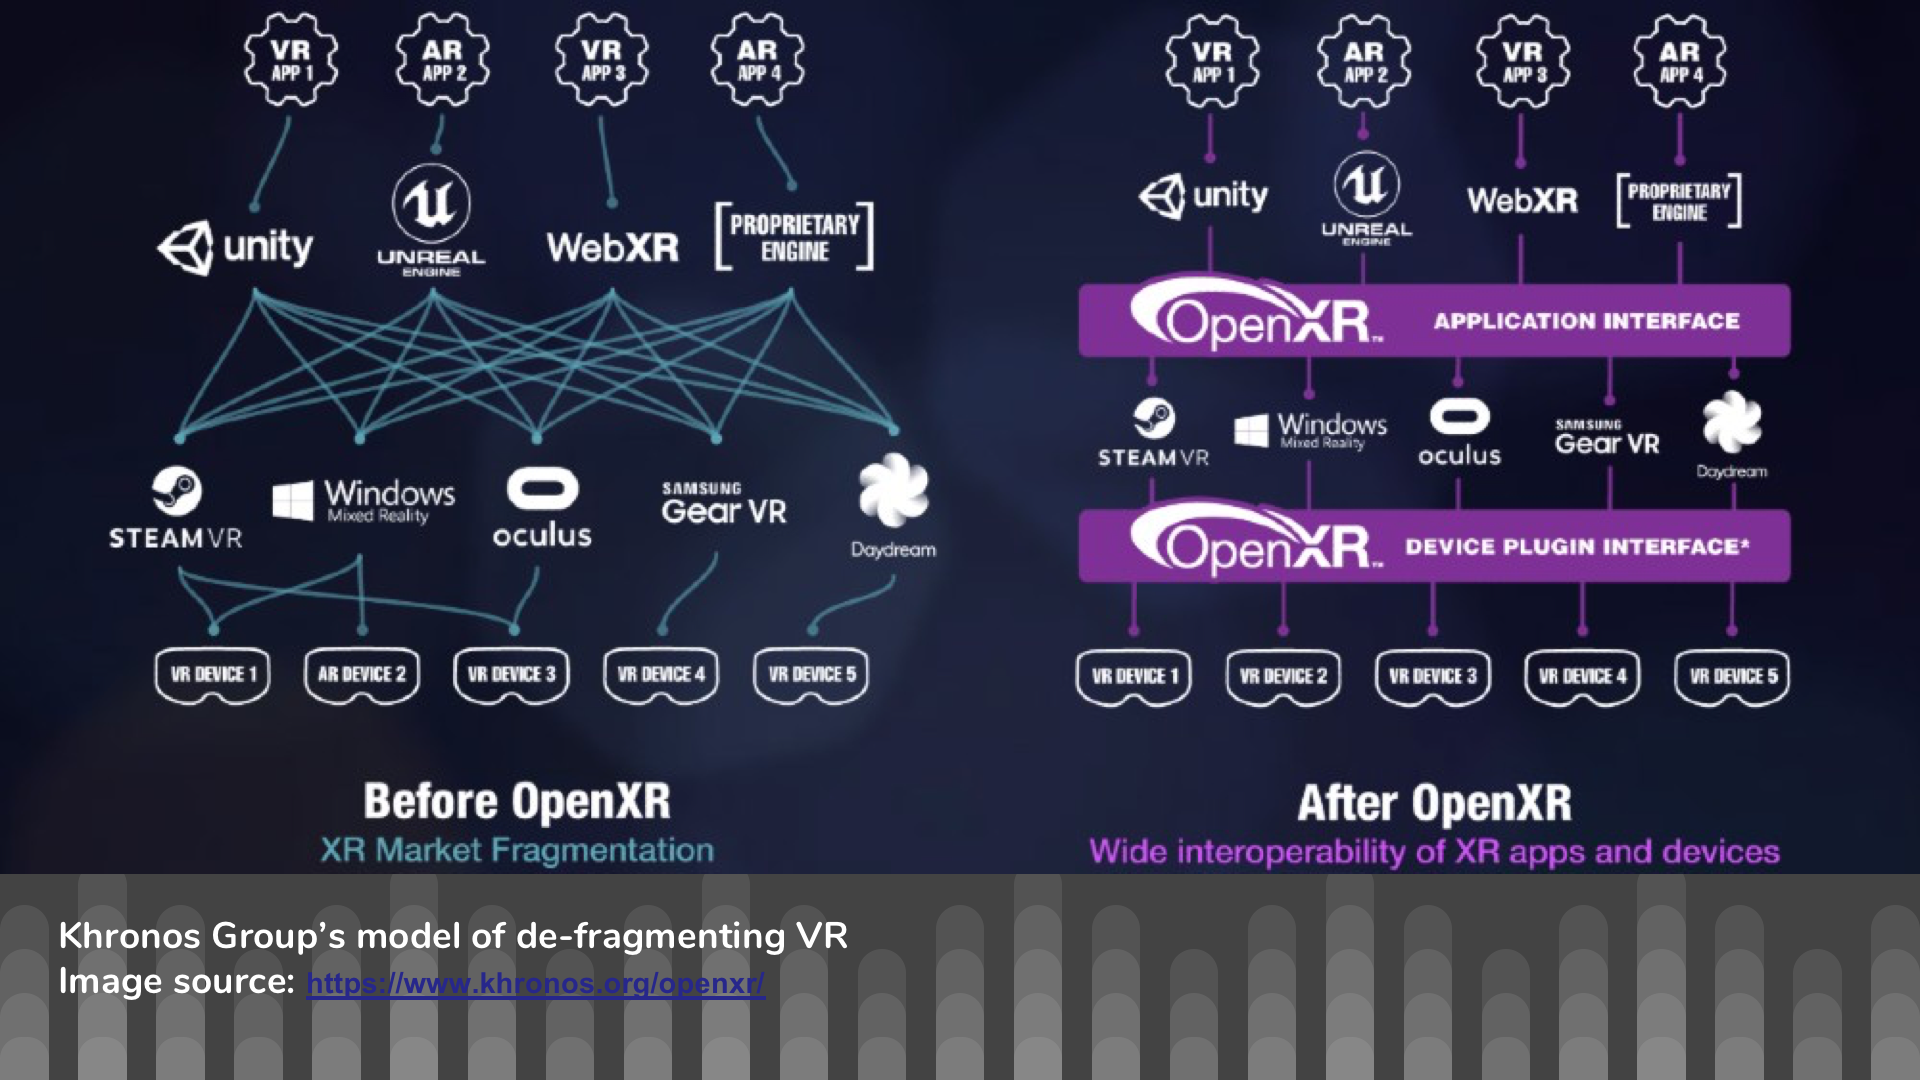 VR
APP 1
AR
APP 2
VR
APP 3
AR
APP 4
unity
UNREAL
ENGINE
WebXR
PROPRIETARY
ENGINE
STEAMVR
Windows
Mixed Reality
oculus
SAMSUNG
Gear VR
Daydream
VR DEVICE 1
AR DEVICE 2
VR DEVICE 3
VR DEVICE 4
VR DEVICE 5
Before OpenXR
XR Market Fragmentation
VR
APP 1
AR
APP 2
VR
APP 3
AR
APP 4
unity
UNREAL
ENGINE
WebXR
PROPRIETARY
ENGINE
OpenXR™ APPLICATION INTERFACE
STEAMVR
Windows
Mixed Reality
oculus
SAMSUNG
Gear VR
Daydream
OpenXR™ DEVICE PLUGIN INTERFACE*
VR DEVICE 1
VR DEVICE 2
VR DEVICE 3
VR DEVICE 4
VR DEVICE 5
After OpenXR
Wide interoperability of XR apps and devices
Khronos Group’s model of de-fragmenting VR
Image source: https://www.khronos.org/openxr/